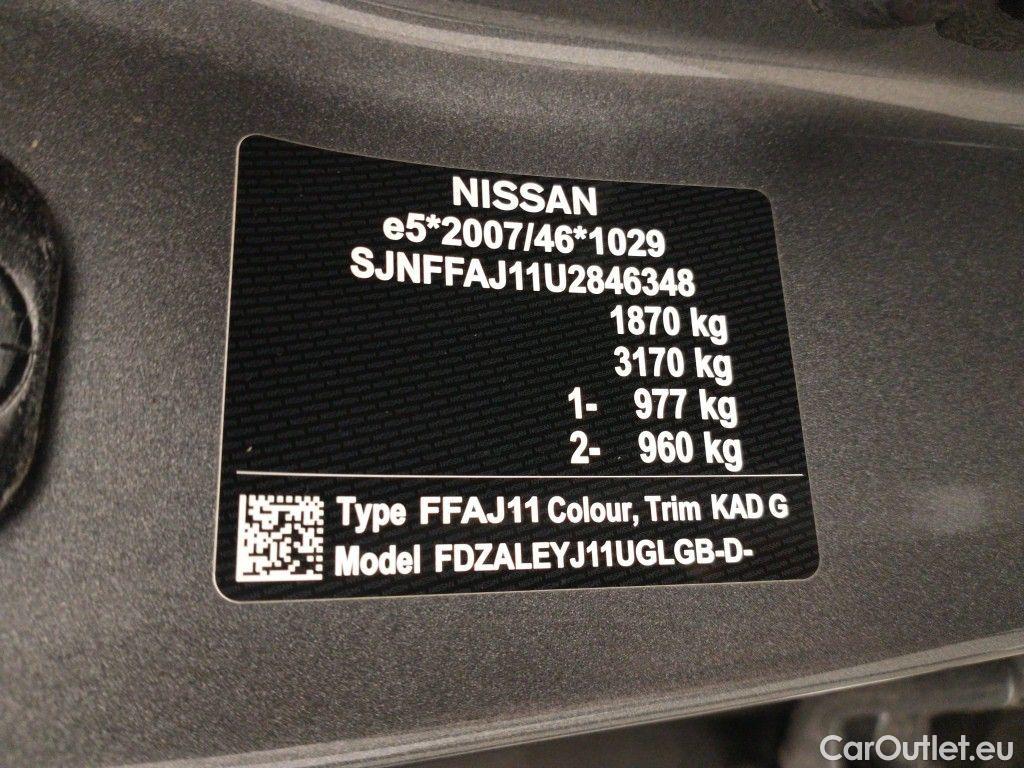 NISSAN
e5*2007/46*1029
SJNFFAJ11U2846348
1870 kg
3170 kg
1- 977 kg
2- 960 kg
Type FFAJ11 Colour, Trim KAD G
Model FDZALEYJ11UGLGB-D-
CarOutlet.eu